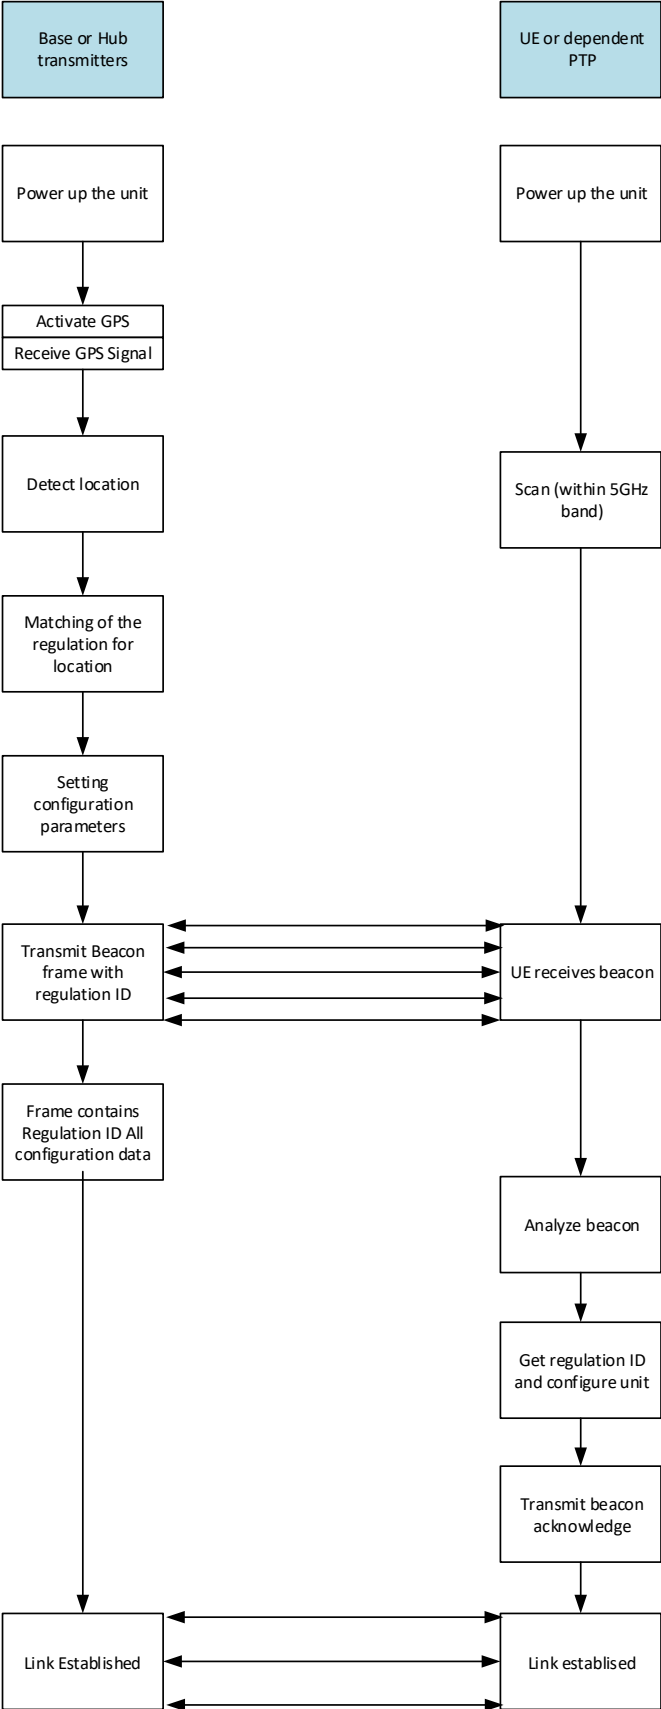 Base or Hub
transmitters
UE or dependent
PTP
Power up the unit
Power up the unit
Activate GPS
Receive GPS Signal
Detect location
Scan (within 5GHz
band)
Matching of the
regulation for
location
Setting
configuration
parameters
Transmit Beacon
frame with
regulation ID
UE receives beacon
Frame contains
Regulation ID All
configuration data
Analyze beacon
Get regulation ID
and configure unit
Transmit beacon
acknowledge
Link Established
Link establised